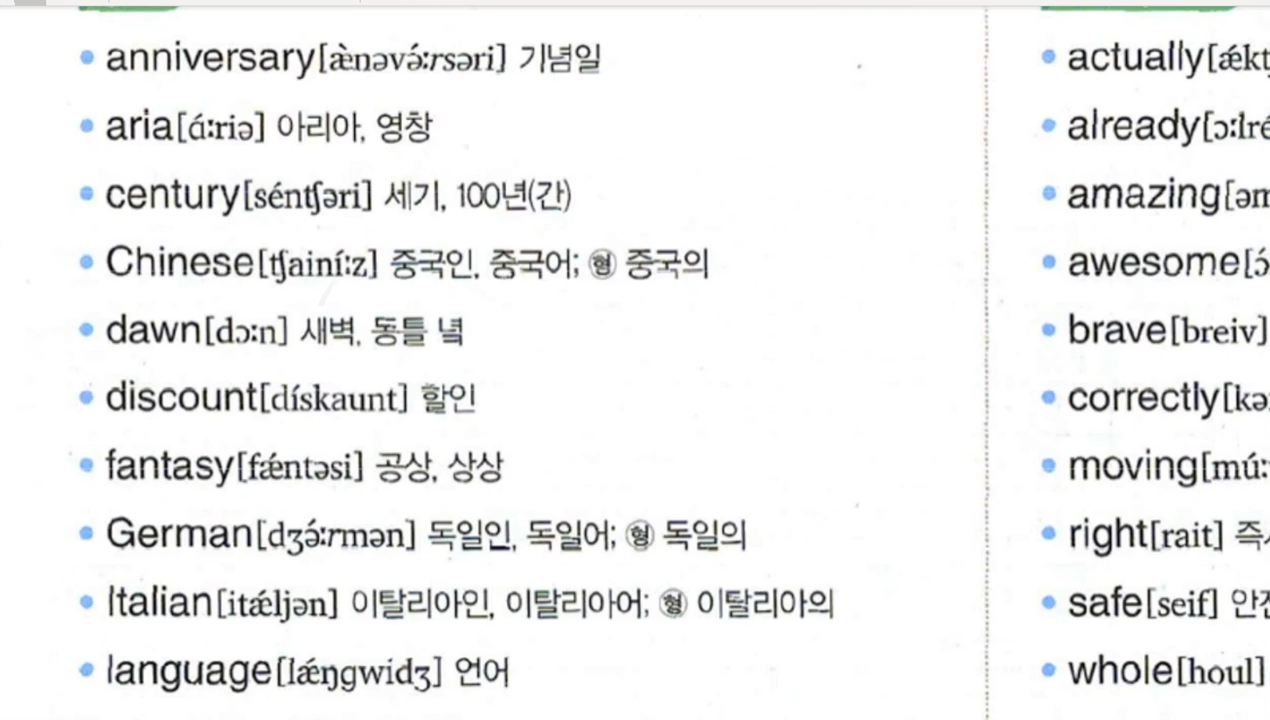 anniversary[æ̀nəvə́ːrsəri] 기념일
aria[áːriə] 아리아, 영창
century[séntʃəri] 세기, 100년(간)
Chinese[tʃainíːz] 중국인, 중국어; 형 중국의
dawn[dɔːn] 새벽, 동틀 녘
discount[dískaunt] 할인
fantasy[fǽntəsi] 공상, 상상
German[dʒə́ːrmən] 독일인, 독일어; 형 독일의
Italian[itǽljən] 이탈리아인, 이탈리아어; 형 이탈리아의
language[lǽŋgwidʒ] 언어
actually[ǽkt
already[ɔːlré
amazing[əm
awesome[ɔ́
brave[breiv]
correctly[kə
moving[múː
right[rait]
safe[seif]
whole[houl]